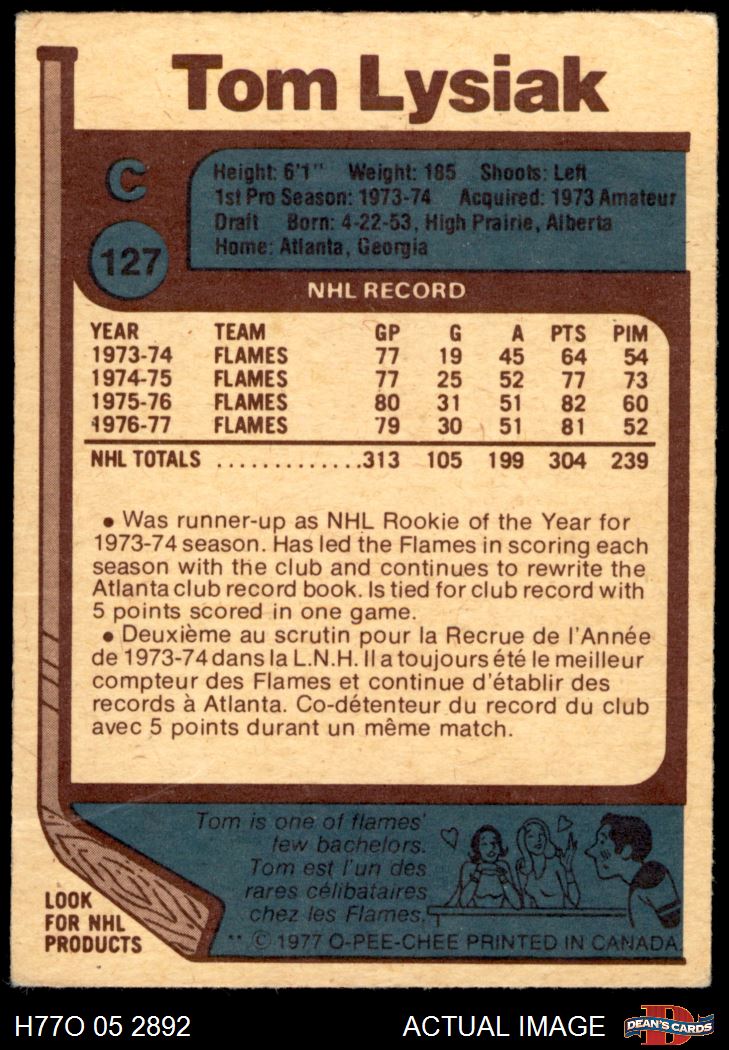 Tom Lysiak
C
Height: 6'1" Weight: 185 Shoots: Left
1st Pro Season: 1973-74 Acquired: 1973 Amateur
Draft Born: 4-22-53, High Prairie, Alberta
127
Home: Atlanta, Georgia
NHL RECORD
YEAR TEAM GP G A PTS PIM
1973-74 FLAMES 77 19 45 64 54
1974-75 FLAMES 77 25 52 77 73
1975-76 FLAMES 80 31 51 82 60
1976-77 FLAMES 79 30 51 81 52
NHL TOTALS .............313 105 199 304 239
• Was runner-up as NHL Rookie of the Year for
1973-74 season. Has led the Flames in scoring each
season with the club and continues to rewrite the
Atlanta club record book. Is tied for club record with
5 points scored in one game.
• Deuxième au scrutin pour la Recrue de l'Année
de 1973-74 dans la L.N.H. Il a toujours été le meilleur
compteur des Flames et continue d'établir des
records à Atlanta. Co-détenteur du record du club
avec 5 points durant un même match.
Tom is one of flames'
few bachelors.
Tom est l'un des
rares célibataires
chez les Flames.
LOOK
FOR NHL
PRODUCTS
** © 1977 O-PEE-CHEE PRINTED IN CANADA
H77O 05 2892 ACTUAL IMAGE DEAN'S CARDS